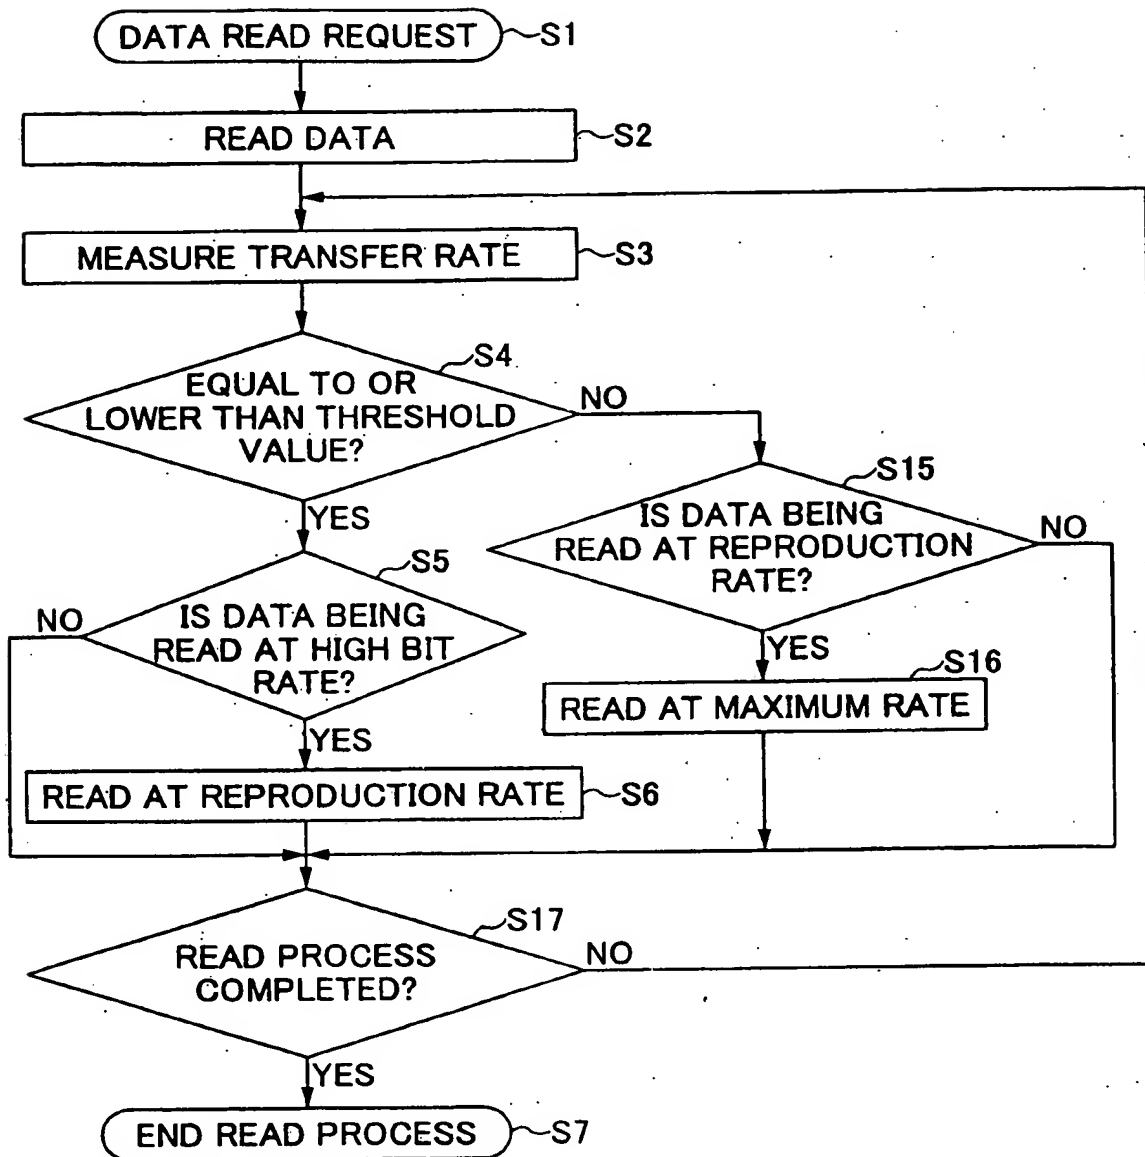 DATA READ REQUEST
S1
READ DATA
S2
MEASURE TRANSFER RATE
S3
S4
EQUAL TO OR
LOWER THAN THRESHOLD
VALUE?
NO
YES
S15
IS DATA BEING
READ AT REPRODUCTION
RATE?
NO
YES
S5
IS DATA BEING
READ AT HIGH BIT
RATE?
NO
YES
S16
READ AT MAXIMUM RATE
READ AT REPRODUCTION RATE
S6
S17
READ PROCESS
COMPLETED?
NO
YES
END READ PROCESS
S7